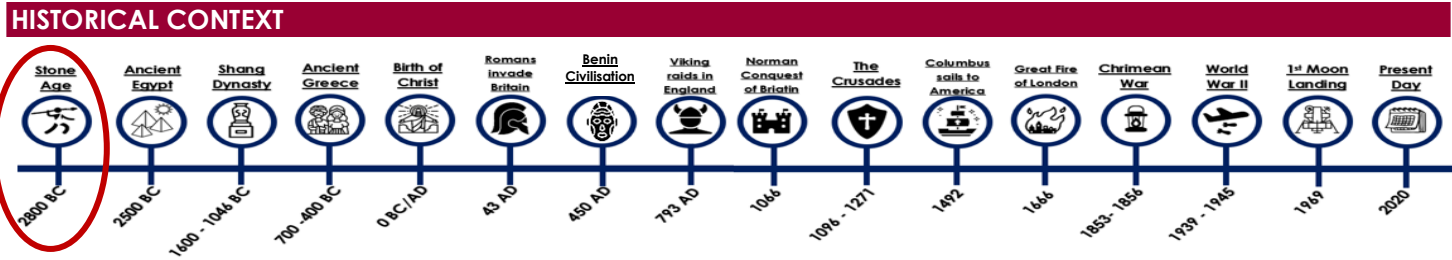 HISTORICAL CONTEXT
Stone
Age
2800 BC
Ancient
Egypt
2500 BC
Shang
Dynasty
1600 - 1046 BC
Ancient
Greece
700 -400 BC
Birth of
Christ
0 BC/AD
Romans
invade
Britain
43 AD
Benin
Civilisation
450 AD
Viking
raids in
England
793 AD
Norman
Conquest
of Briatin
1066
The
Crusades
1096 - 1271
Columbus
sails to
America
1492
Great Fire
of London
1666
Chrimean
War
1853- 1856
World
War II
1939 - 1945
1st Moon
Landing
1969
Present
Day
2020